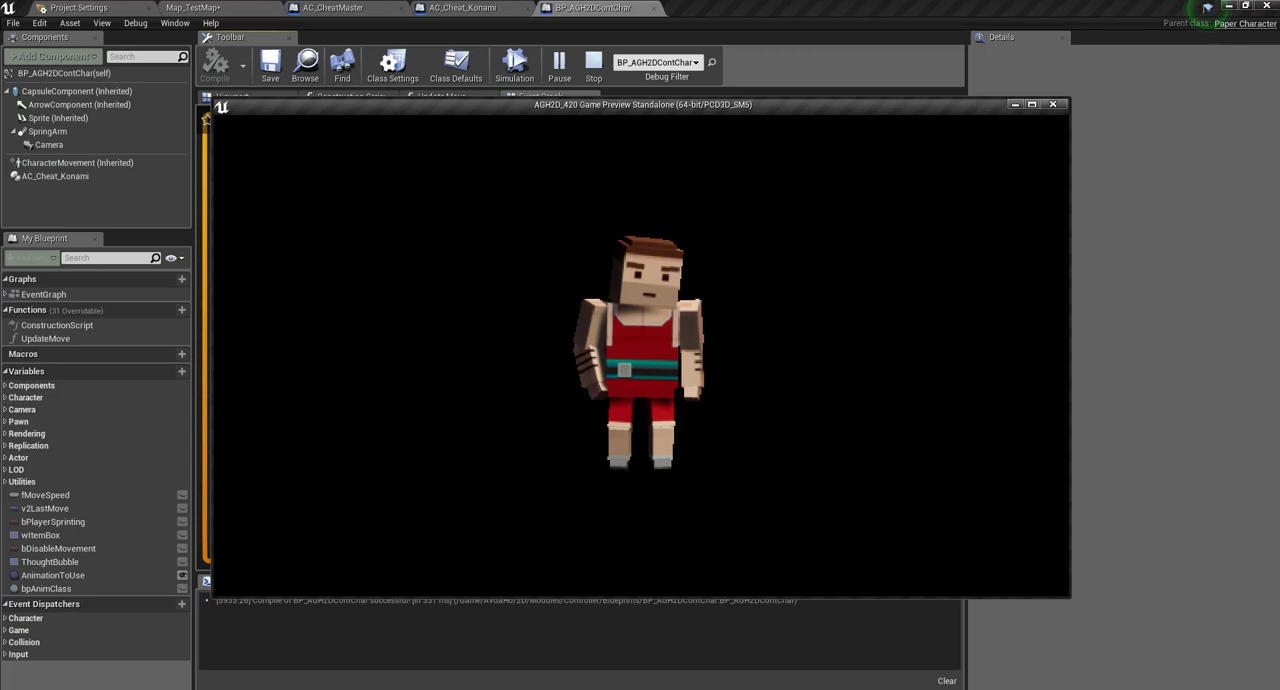 Project Settings
Map_TestMap*
AC_CheatMaster
AC_Cheat_Konami
BP_AGH2DContChar
File Edit Asset View Debug Window Help
Parent class: Paper Character
Components
Toolbar
Details
+Add Component
Search
Compile
Save
Browse
Find
Class Settings
Class Defaults
Simulation
Pause
Stop
BP_AGH2DContChar
Debug Filter
BP_AGH2DContChar(self)
CapsuleComponent (Inherited)
ArrowComponent (Inherited)
Sprite (Inherited)
SpringArm
Camera
CharacterMovement (Inherited)
AC_Cheat_Konami
AGH2D_420 Game Preview Standalone (64-bit/PCD3D_SM5)
My Blueprint
Search
Graphs
EventGraph
Functions (31 Overridable)
ConstructionScript
UpdateMove
Macros
Variables
Components
Character
Camera
Pawn
Rendering
Replication
Actor
LOD
Utilities
fMoveSpeed
v2LastMove
bPlayerSprinting
wItemBox
bDisableMovement
ThoughtBubble
AnimationToUse
bpAnimClass
Event Dispatchers
Character
Game
Collision
Input
Clear